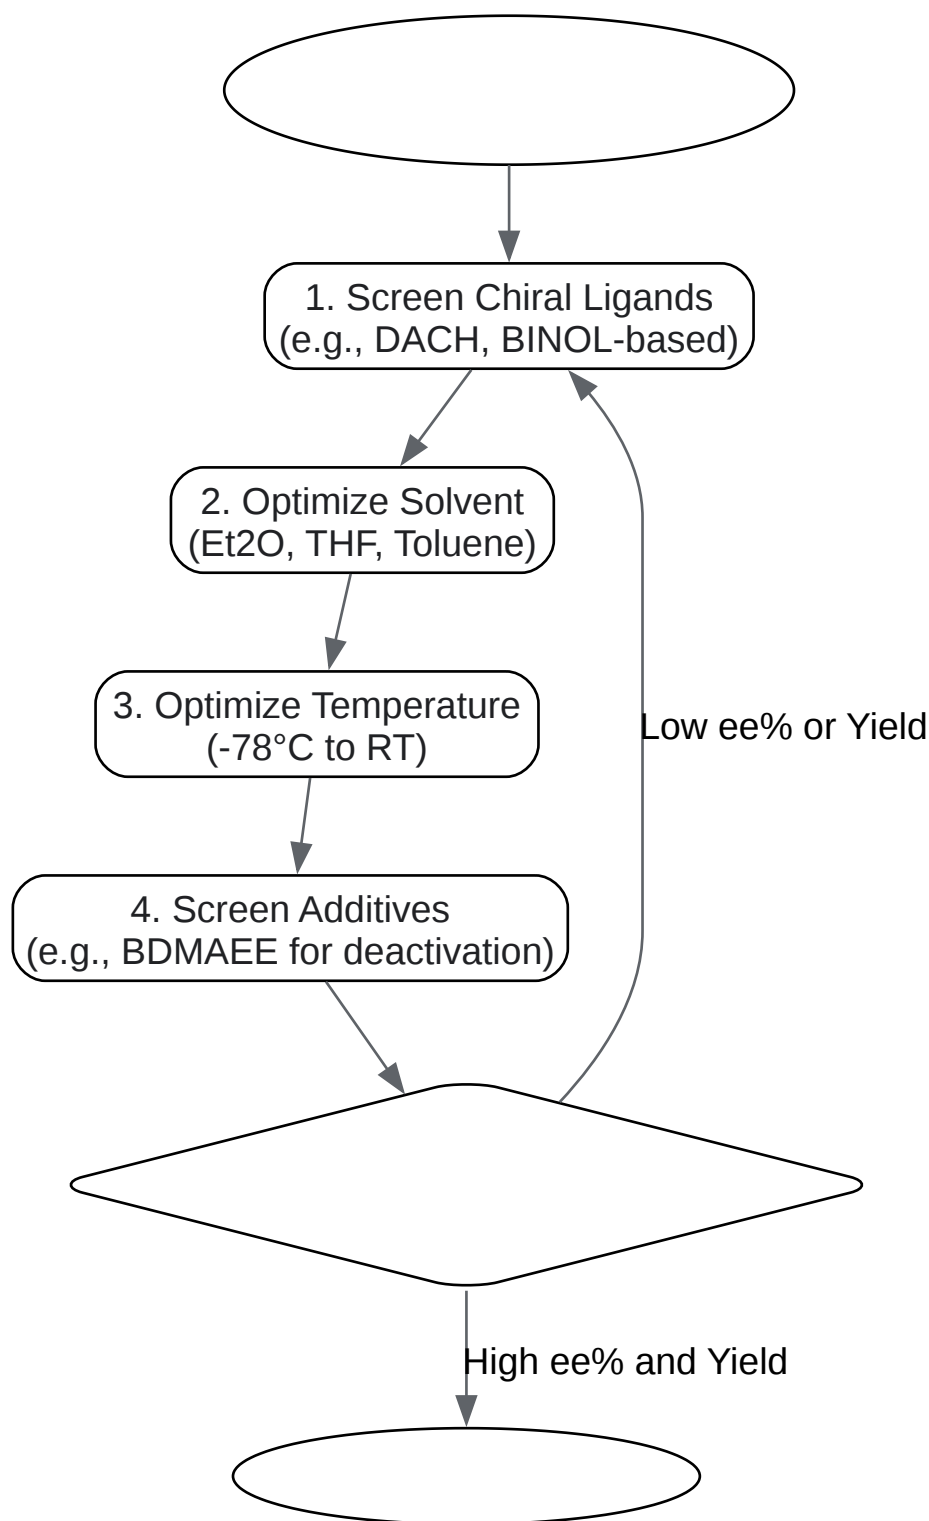 1. Screen Chiral Ligands
(e.g., DACH, BINOL-based)
2. Optimize Solvent
(Et2O, THF, Toluene)
3. Optimize Temperature
(-78°C to RT)
Low ee% or Yield
4. Screen Additives
(e.g., BDMAEE for deactivation)
High ee% and Yield